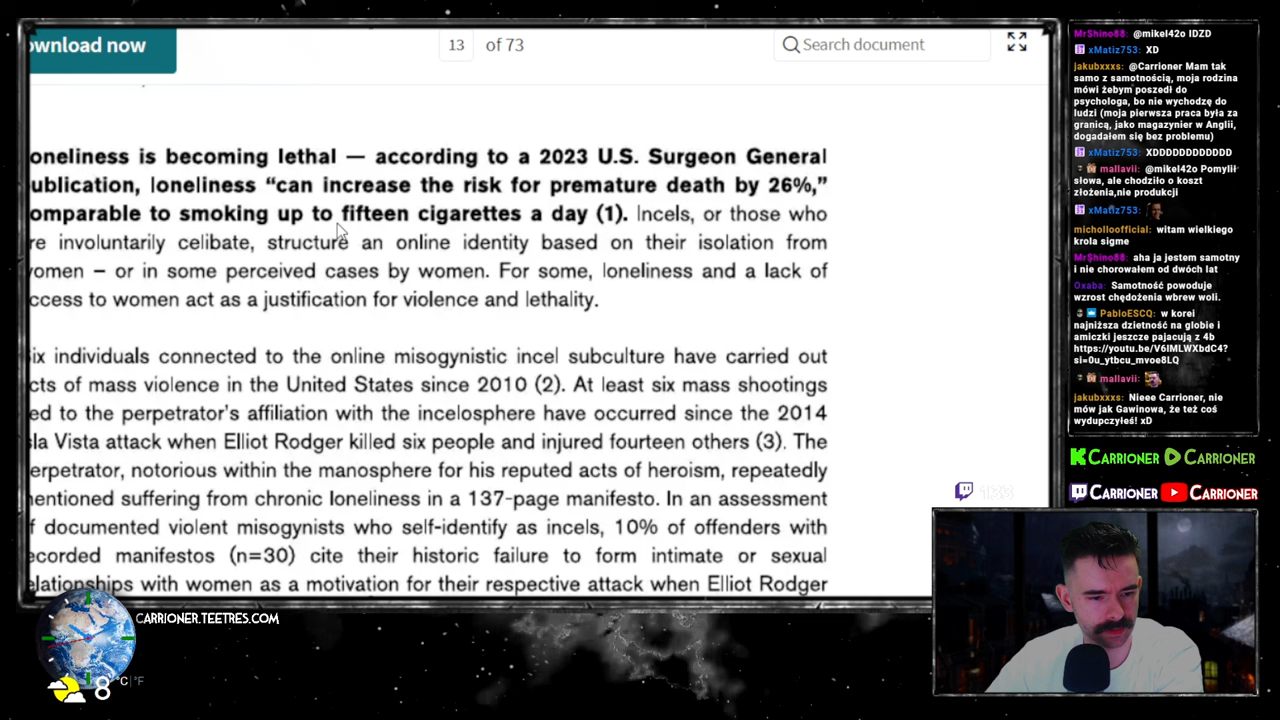 ownload now
13 of 73
Search document
oneliness is becoming lethal — according to a 2023 U.S. Surgeon General
ublication, loneliness “can increase the risk for premature death by 26%,”
omparable to smoking up to fifteen cigarettes a day (1). Incels, or those who
re involuntarily celibate, structure an online identity based on their isolation from
women – or in some perceived cases by women. For some, loneliness and a lack of
ccess to women act as a justification for violence and lethality.
Six individuals connected to the online misogynistic incel subculture have carried out
cts of mass violence in the United States since 2010 (2). At least six mass shootings
ed to the perpetrator’s affiliation with the incelosphere have occurred since the 2014
sla Vista attack when Elliot Rodger killed six people and injured fourteen others (3). The
erpetrator, notorious within the manosphere for his reputed acts of heroism, repeatedly
mentioned suffering from chronic loneliness in a 137-page manifesto. In an assessment
f documented violent misogynists who self-identify as incels, 10% of offenders with
ecorded manifestos (n=30) cite their historic failure to form intimate or sexual
elationships with women as a motivation for their respective attack when Elliot Rodger
MrShino88: @mikel42o IDZD
xMatiz753: XD
jakubxxxs: @Carrioner Mam tak
samo z samotnością, moja rodzina
mówi żebym poszedł do
psychologa, bo nie wychodzę do
ludzi (moja pierwsza praca była za
granicą, jako magazynier w Anglii,
dogadałem się bez problemu)
xMatiz753: XDDDDDDDDDDD
mallavii: @mikel42o Pomylił
słowa, ale chodziło o koszt
złożenia,nie produkcji
xMatiz753:
micholloofficial: witam wielkiego
krola sigme
MrShino88: aha ja jestem samotny
i nie chorowałem od dwóch lat
Oxaba: Samotność powoduje
wzrost chędożenia wbrew woli.
PabloESCQ: w korei
najniższa dzietność na globie i
amiczki jeszcze pajacują z 4b
https://youtu.be/V6IMLWXbdC4?
si=0u_ytbcu_mvoe8LQ
mallavii:
jakubxxxs: Nieee Carrioner, nie
mów jak Gawinowa, że też coś
wydupczyłeś! xD
CARRIONER CARRIONER
CARRIONER CARRIONER
133
CARRIONER.TEETRES.COM
8 °C|°F